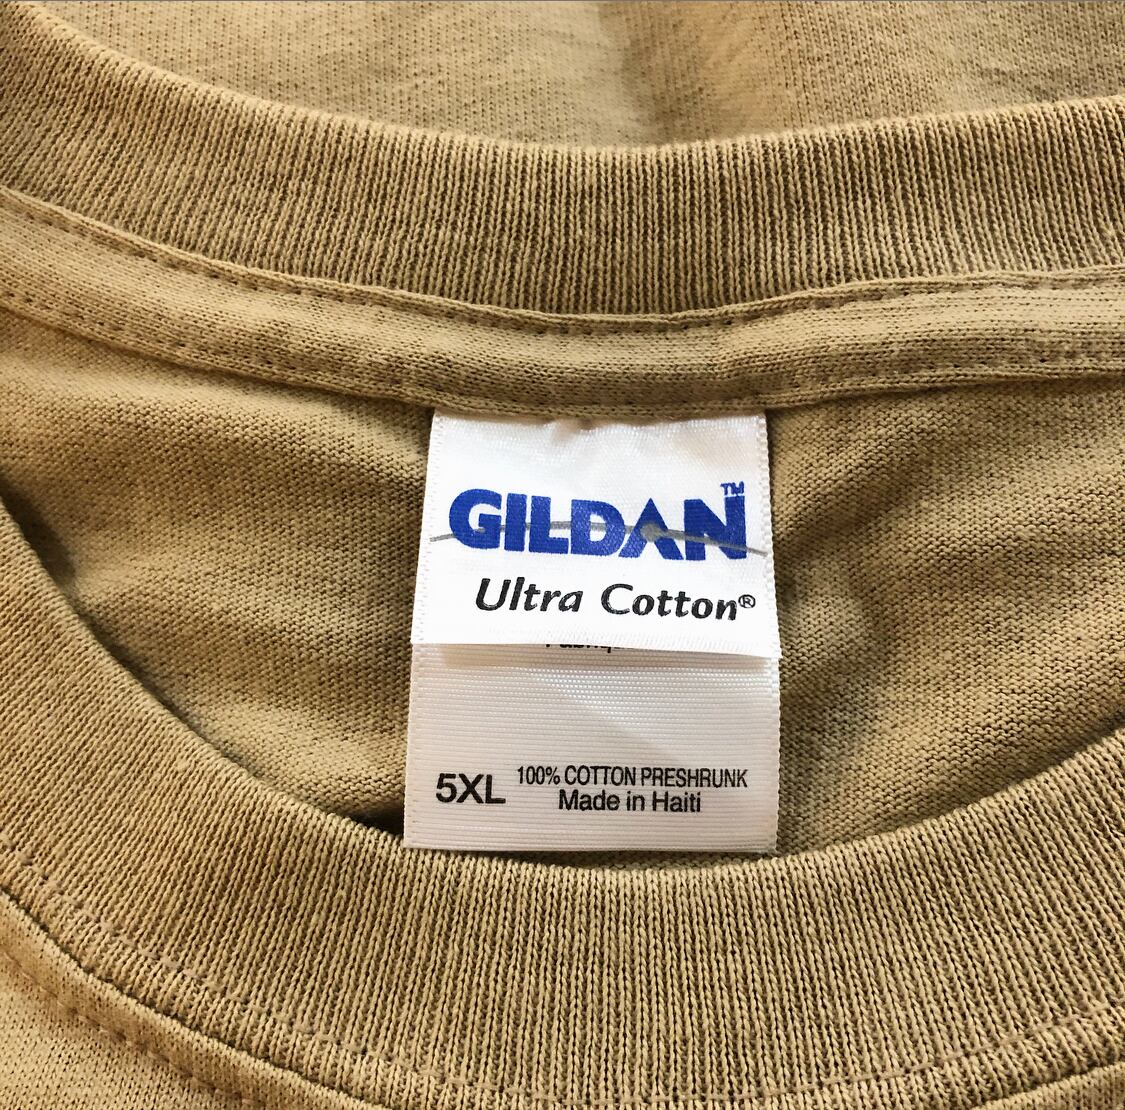 GILDAN™
Ultra Cotton®
5XL 100% COTTON PRESHRUNK
Made in Haiti